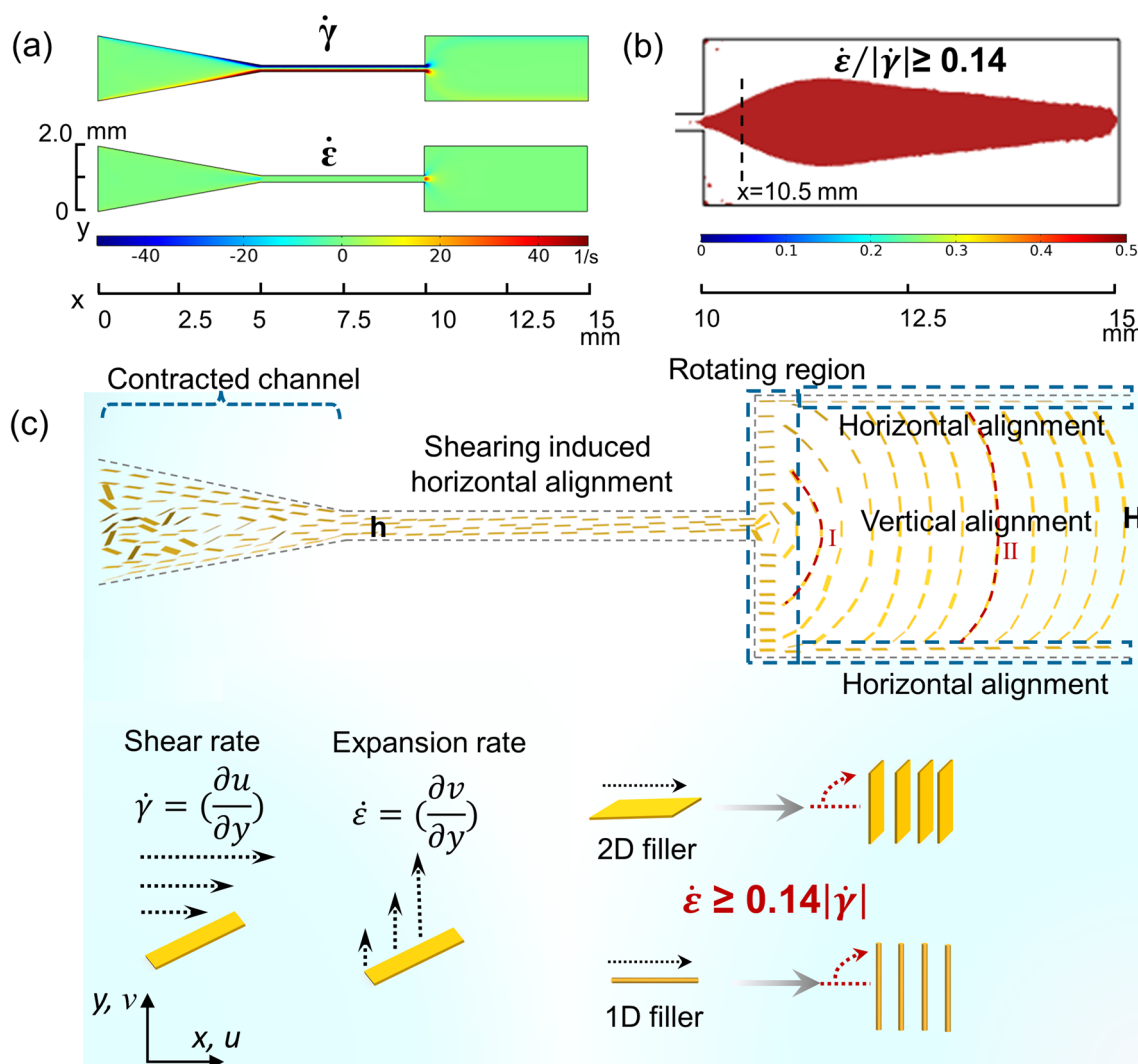 (a)
γ̇
2.0 mm
ε̇
0
y
-40 -20 0 20 40 1/s
x
0 2.5 5 7.5 10 12.5 15
mm
(b)
ε̇/|γ̇|≥ 0.14
x=10.5 mm
0 0.1 0.2 0.3 0.4 0.5
10 12.5 15
mm
(c)
Contracted channel
Shearing induced
horizontal alignment
h
Rotating region
Horizontal alignment
Vertical alignment
H
I
II
Horizontal alignment
Shear rate
γ̇ = (∂u/∂y)
Expansion rate
ε̇ = (∂v/∂y)
y, v
x, u
2D filler
ε̇ ≥ 0.14|γ̇|
1D filler